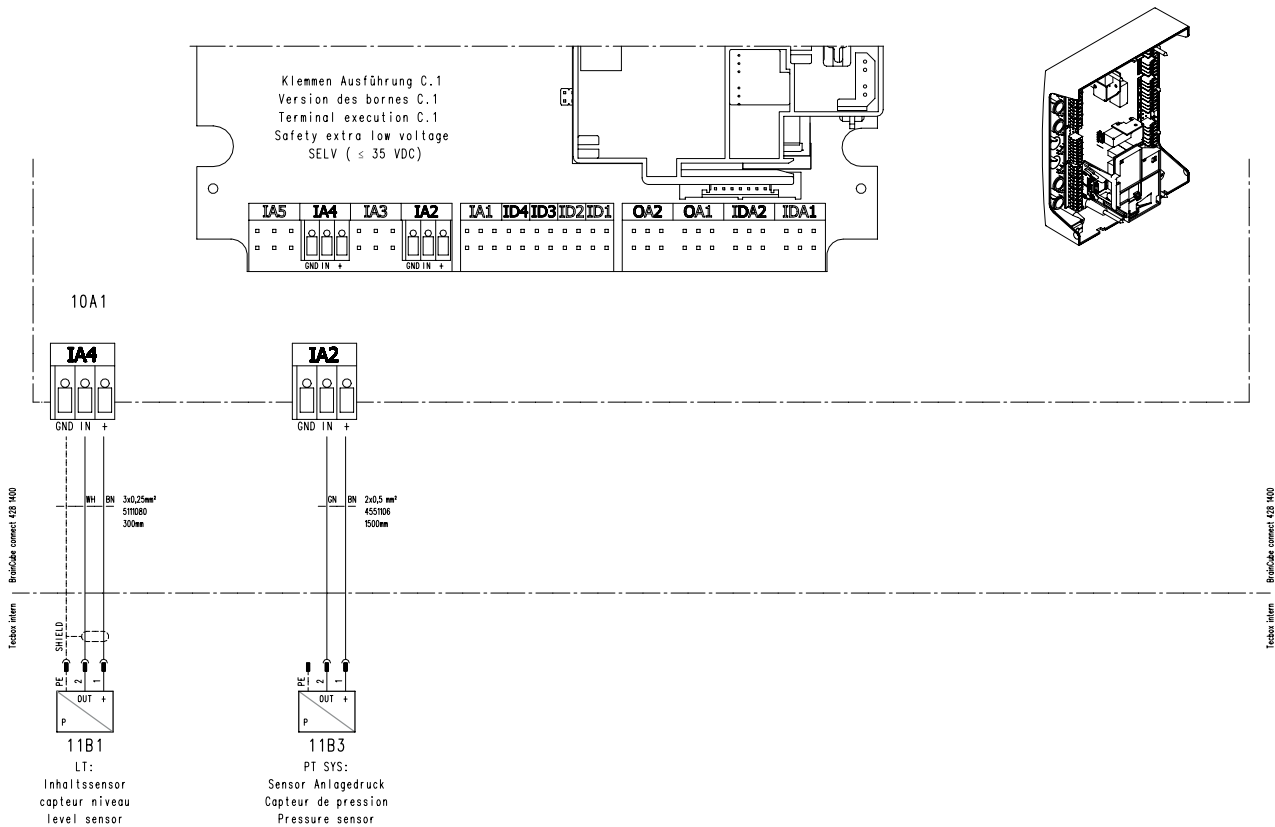 Klemmen Ausführung C.1
Version des bornes C.1
Terminal execution C.1
Safety extra low voltage
SELV ( ≤ 35 VDC)
IA5 IA4 IA3 IA2 IA1 ID4 ID3 ID2 ID1 OA2 OA1 IDA2 IDA1
GND IN + GND IN +
10A1
IA4 IA2
GND IN + GND IN +
WH BN 3x0,25mm²
5111080
300mm
GN BN 2x0,5 mm²
4551106
1500mm
BrainCube connect 428 1400
Tecbox intern
BrainCube connect 428 1400
Tecbox intern
SHIELD
PE 2 1
OUT +
P
11B1
LT:
Inhaltssensor
capteur niveau
level sensor
PE 2 1
OUT +
P
11B3
PT SYS:
Sensor Anlagedruck
Capteur de pression
Pressure sensor